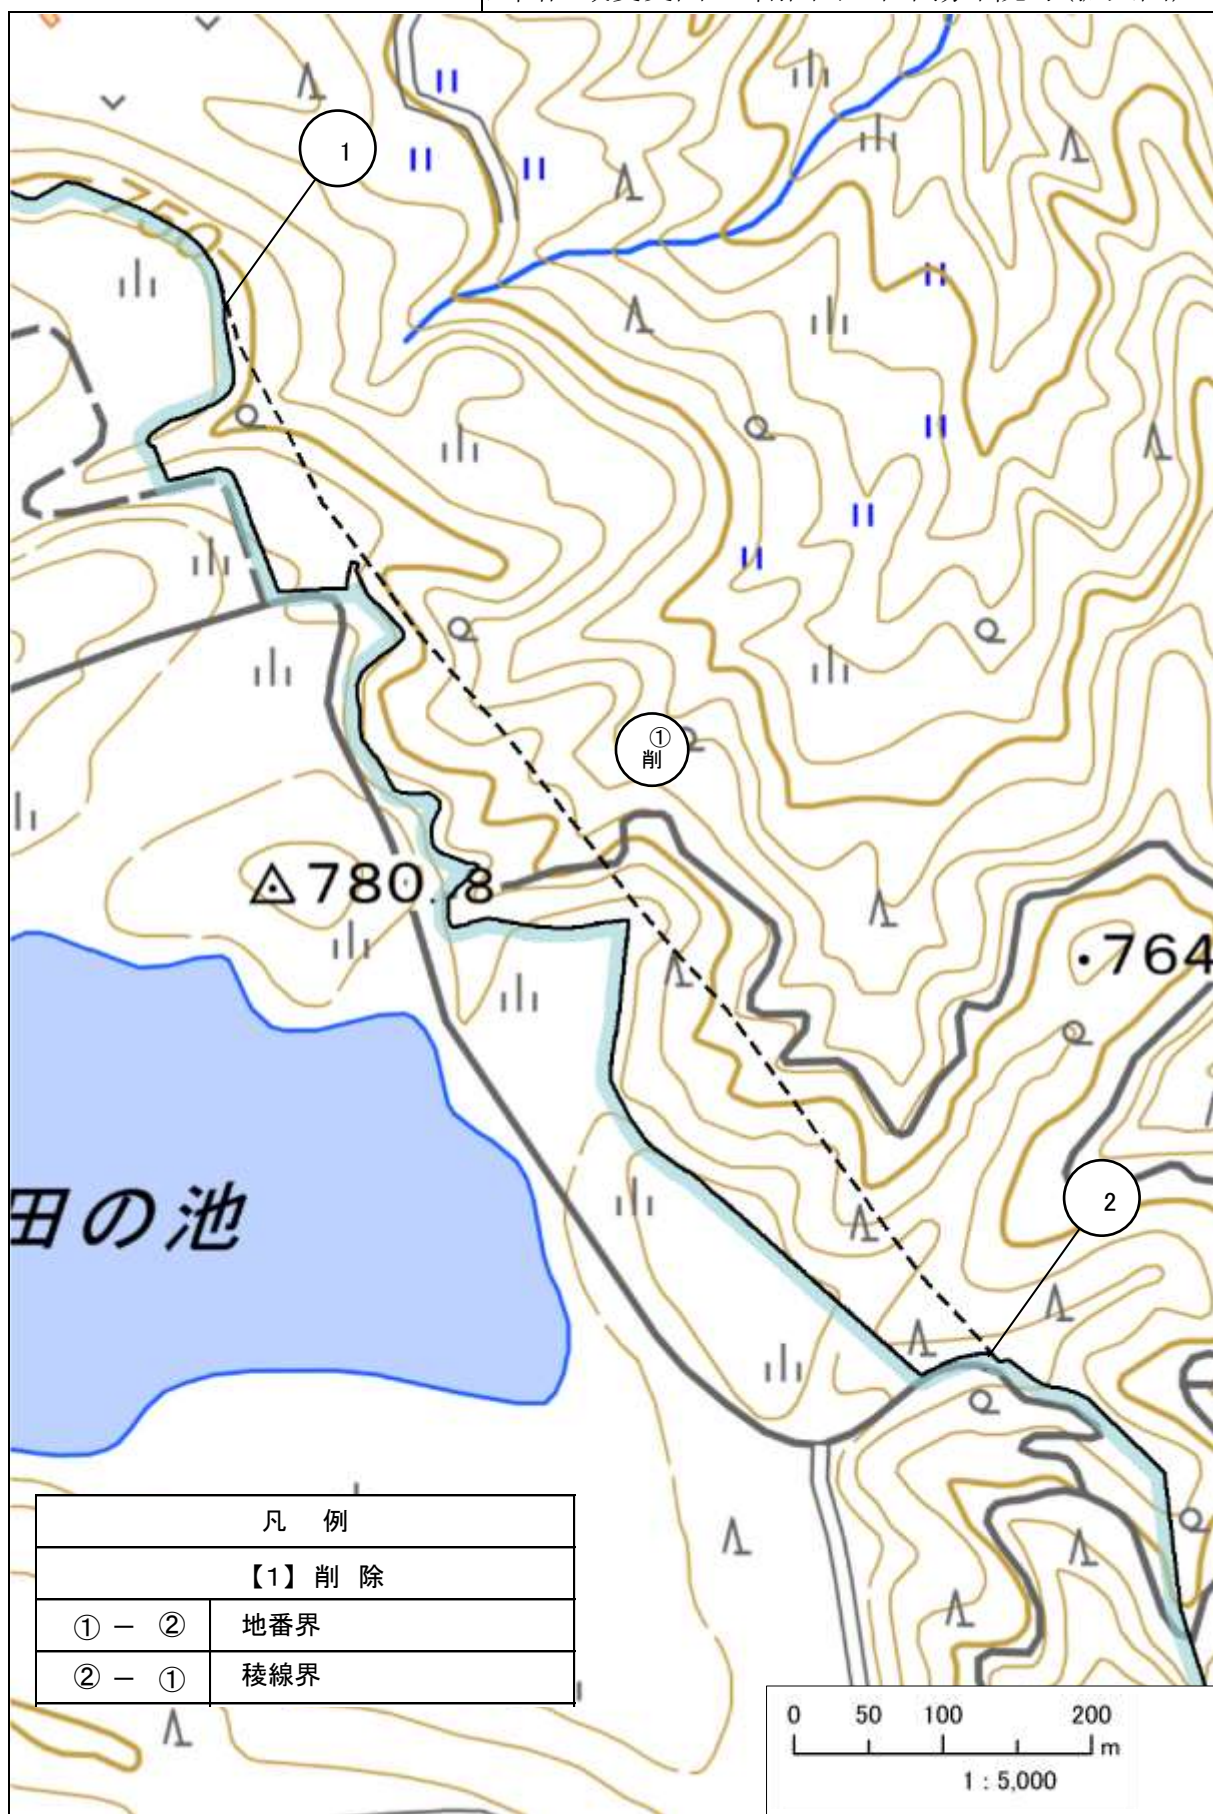 1
750
①
削
780.8
764
田の池
2
凡 例
【1】削 除
① － ② 地番界
② － ① 稜線界
0 50 100 200
m
1：5,000